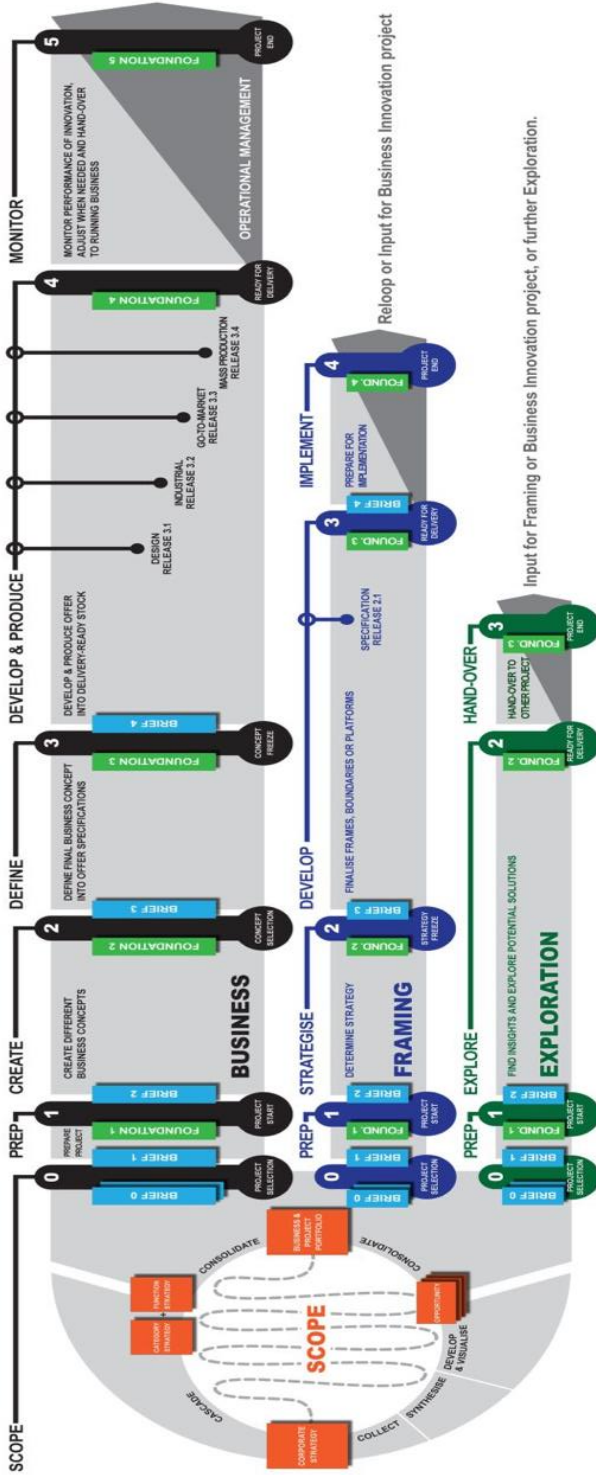 SCOPE
PREP
CREATE
DEFINE
DEVELOP & PRODUCE
MONITOR
CASCADE
CONSOLIDATE
CORPORATE
STRATEGY
CATEGORY
STRATEGY
+
FUNCTION
STRATEGY
BUSINESS &
PROJECT
PORTFOLIO
SCOPE
OPPORTUNITY
CONSOLIDATE
COLLECT
SYNTHESISE
DEVELOP
& VISUALISE
0
BRIEF 0
BRIEF 1
PROJECT
SELECTION
PREPARE
PROJECT
1
FOUNDATION 1
BRIEF 2
PROJECT
START
CREATE DIFFERENT
BUSINESS CONCEPTS
BUSINESS
2
FOUNDATION 2
BRIEF 3
CONCEPT
SELECTION
DEFINE FINAL BUSINESS CONCEPT
INTO OFFER SPECIFICATIONS
3
FOUNDATION 3
BRIEF 4
CONCEPT
FREEZE
DEVELOP & PRODUCE OFFER
INTO DELIVERY-READY STOCK
DESIGN
RELEASE 3.1
INDUSTRIAL
RELEASE 3.2
GO-TO-MARKET
RELEASE 3.3
MASS PRODUCTION
RELEASE 3.4
4
FOUNDATION 4
READY FOR
DELIVERY
MONITOR PERFORMANCE OF INNOVATION,
ADJUST WHEN NEEDED AND HAND-OVER
TO RUNNING BUSINESS
OPERATIONAL MANAGEMENT
5
FOUNDATION 5
PROJECT
END
PREP
STRATEGISE
DEVELOP
IMPLEMENT
0
BRIEF 0
BRIEF 1
PROJECT
SELECTION
1
FOUND. 1
BRIEF 2
PROJECT
START
DETERMINE STRATEGY
FRAMING
2
FOUND. 2
BRIEF 3
STRATEGY
FREEZE
FINALISE FRAMES, BOUNDARIES OR PLATFORMS
SPECIFICATION
RELEASE 2.1
3
FOUND. 3
BRIEF 4
READY FOR
DELIVERY
PREPARE FOR
IMPLEMENTATION
4
FOUND. 4
PROJECT
END
Reloop or Input for Business Innovation project
PREP
EXPLORE
HAND-OVER
0
BRIEF 0
BRIEF 1
PROJECT
SELECTION
1
FOUND. 1
BRIEF 2
PROJECT
START
FIND INSIGHTS AND EXPLORE POTENTIAL SOLUTIONS
EXPLORATION
2
FOUND. 2
READY FOR
DELIVERY
HAND-OVER TO
OTHER PROJECT
3
FOUND. 3
PROJECT
END
Input for Framing or Business Innovation project, or further Exploration.